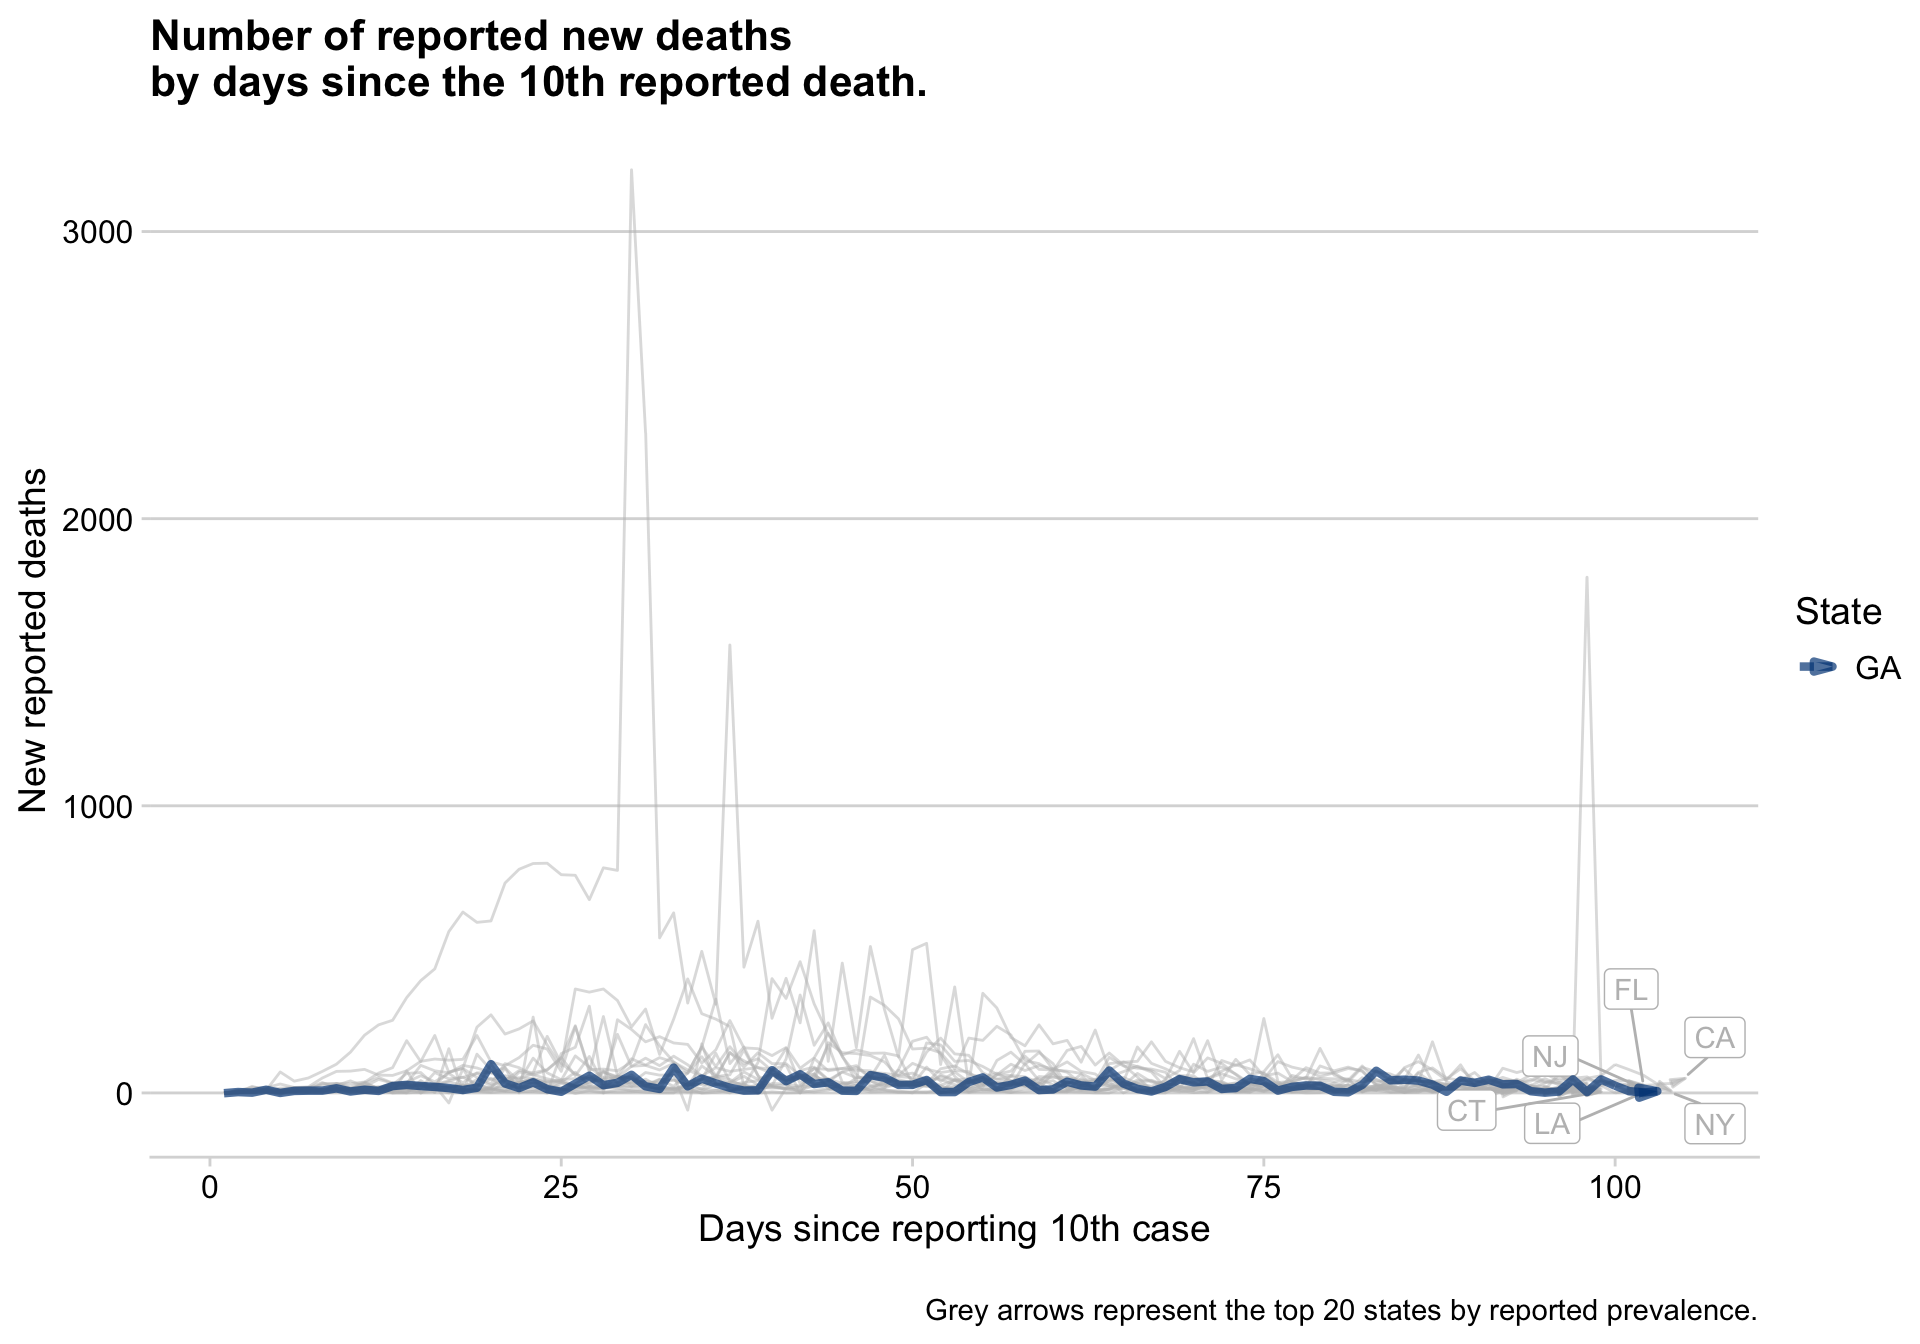 Number of reported new deaths
by days since the 10th reported death.
New reported deaths
3000
2000
1000
0
0
25
50
75
100
Days since reporting 10th case
FL
CA
NJ
CT
LA
NY
State
GA
Grey arrows represent the top 20 states by reported prevalence.